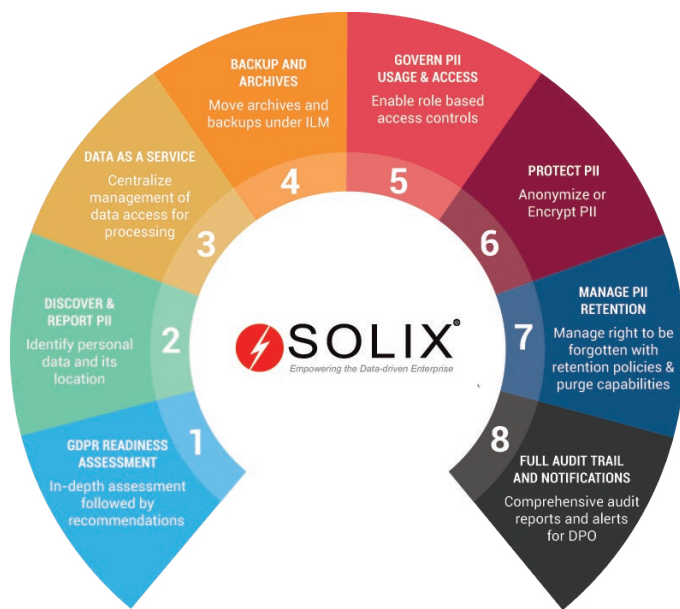 1
GDPR READINESS
ASSESSMENT
In-depth assessment
followed by
recommendations
2
DISCOVER &
REPORT PII
Identify personal
data and its
location
3
DATA AS A SERVICE
Centralize
management of
data access for
processing
4
BACKUP AND
ARCHIVES
Move archives and
backups under ILM
5
GOVERN PII
USAGE & ACCESS
Enable role based
access controls
6
PROTECT PII
Anonymize or
Encrypt PII
7
MANAGE PII
RETENTION
Manage right to be
forgotten with
retention policies &
purge capabilities
8
FULL AUDIT TRAIL
AND NOTIFICATIONS
Comprehensive audit
reports and alerts
for DPO
SOLIX®
Empowering the Data-driven Enterprise